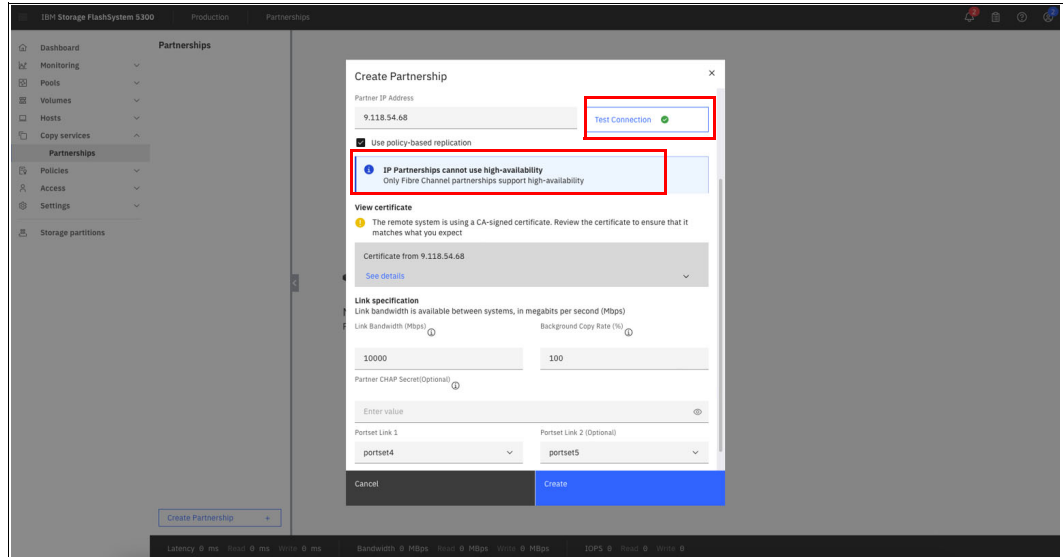 IBM Storage FlashSystem 5300 Production Partnerships
2 2
Dashboard
Monitoring
Pools
Volumes
Hosts
Copy services
Partnerships
Policies
Access
Settings
Storage partitions
Partnerships
Create Partnership
Partner IP Address
9.118.54.68
Test Connection
Use policy-based replication
IP Partnerships cannot use high-availability
Only Fibre Channel partnerships support high-availability
View certificate
The remote system is using a CA-signed certificate. Review the certificate to ensure that it
matches what you expect
Certificate from 9.118.54.68
See details
Link specification
Link bandwidth is available between systems, in megabits per second (Mbps)
Link Bandwidth (Mbps) Background Copy Rate (%)
10000 100
Partner CHAP Secret(Optional)
Enter value
Portset Link 1 Portset Link 2 (Optional)
portset4 portset5
Cancel Create
Create Partnership +
Latency 0 ms Read 0 ms Write 0 ms Bandwidth 0 MBps Read 0 MBps Write 0 MBps IOPS 0 Read 0 Write 0